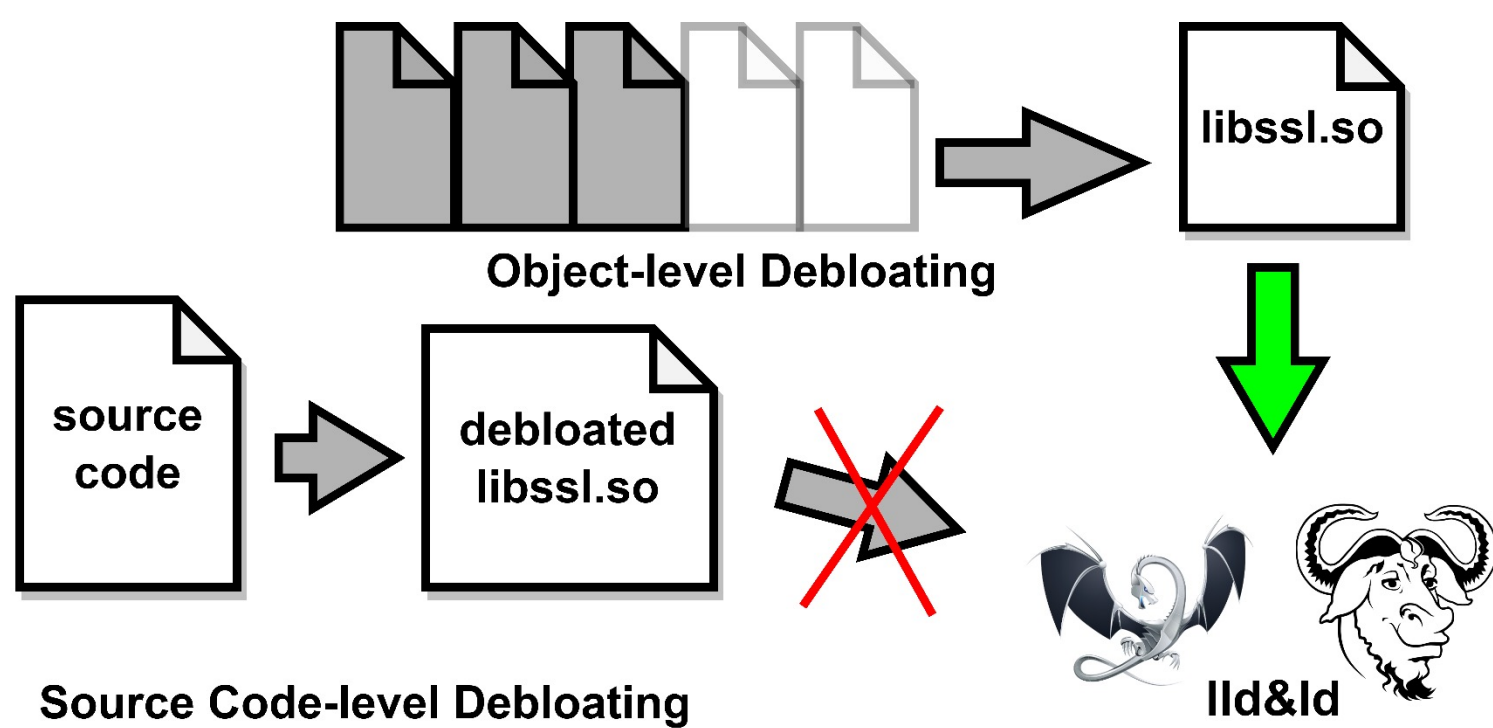 libssl.so
Object-level Debloating
source
code
debloated
libssl.so
Source Code-level Debloating
lld&ld